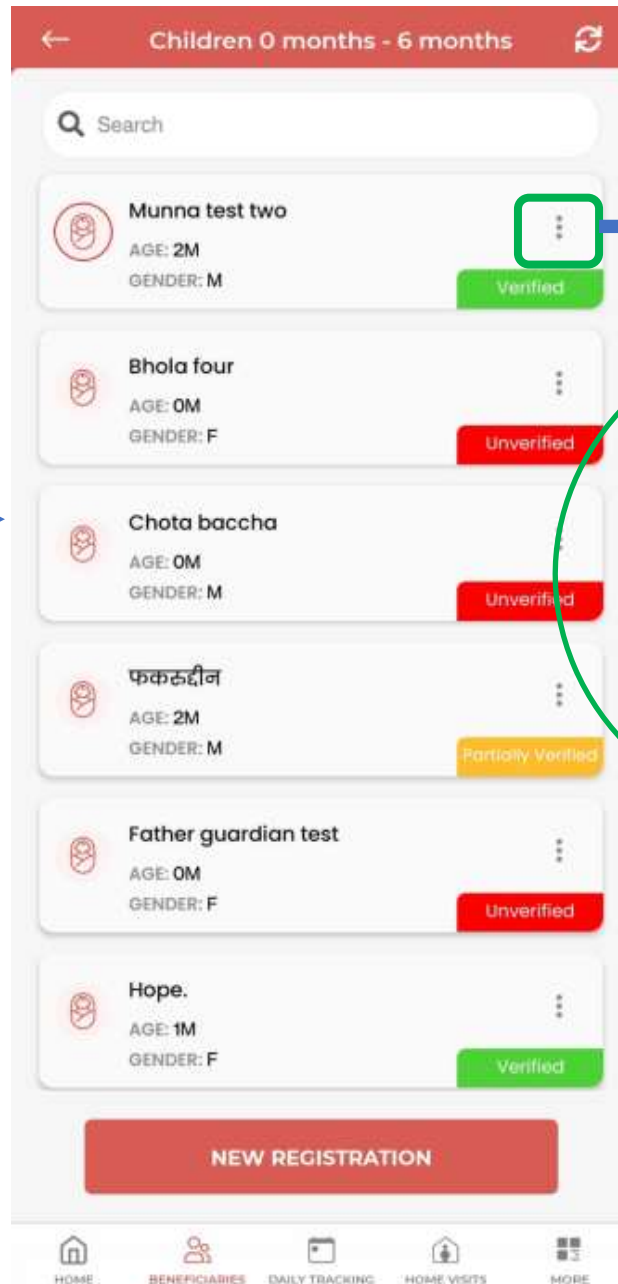 Children 0 months - 6 months
Search
Munna test two
AGE: 2M
GENDER: M
Verified
Bhola four
AGE: 0M
GENDER: F
Unverified
Chota baccha
AGE: 0M
GENDER: M
Unverified
फकरुद्दीन
AGE: 2M
GENDER: M
Partially Verified
Father guardian test
AGE: 0M
GENDER: F
Unverified
Hope.
AGE: 1M
GENDER: F
Verified
NEW REGISTRATION
HOME BENEFICIARIES DAILY TRACKING HOME VISITS MORE